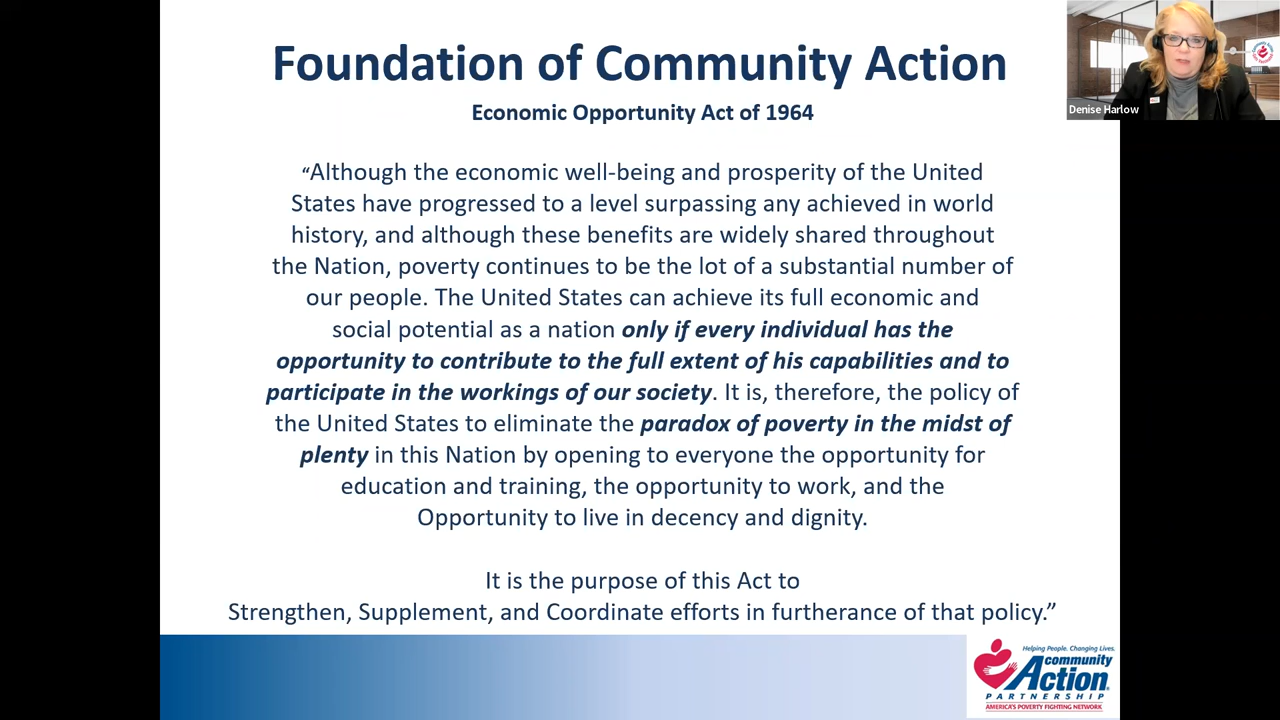 Foundation of Community Action
Economic Opportunity Act of 1964
“Although the economic well-being and prosperity of the United
States have progressed to a level surpassing any achieved in world
history, and although these benefits are widely shared throughout
the Nation, poverty continues to be the lot of a substantial number of
our people. The United States can achieve its full economic and
social potential as a nation only if every individual has the
opportunity to contribute to the full extent of his capabilities and to
participate in the workings of our society. It is, therefore, the policy of
the United States to eliminate the paradox of poverty in the midst of
plenty in this Nation by opening to everyone the opportunity for
education and training, the opportunity to work, and the
Opportunity to live in decency and dignity.
It is the purpose of this Act to
Strengthen, Supplement, and Coordinate efforts in furtherance of that policy.”
Denise Harlow
Helping People. Changing Lives.
community
Action
PARTNERSHIP
AMERICA'S POVERTY FIGHTING NETWORK